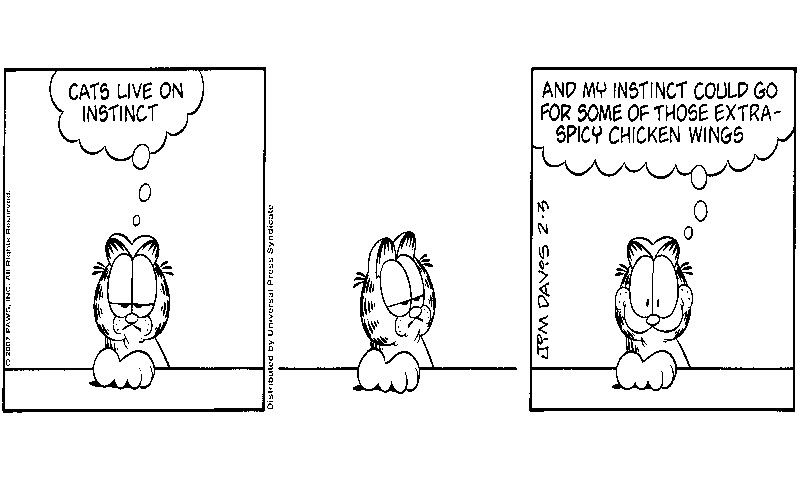 CATS LIVE ON
INSTINCT
© 2007 PAWS, INC. All Rights Reserved.
Distributed by Universal Press Syndicate
AND MY INSTINCT COULD GO
FOR SOME OF THOSE EXTRA-
SPICY CHICKEN WINGS
JIM DAVIS 2·3